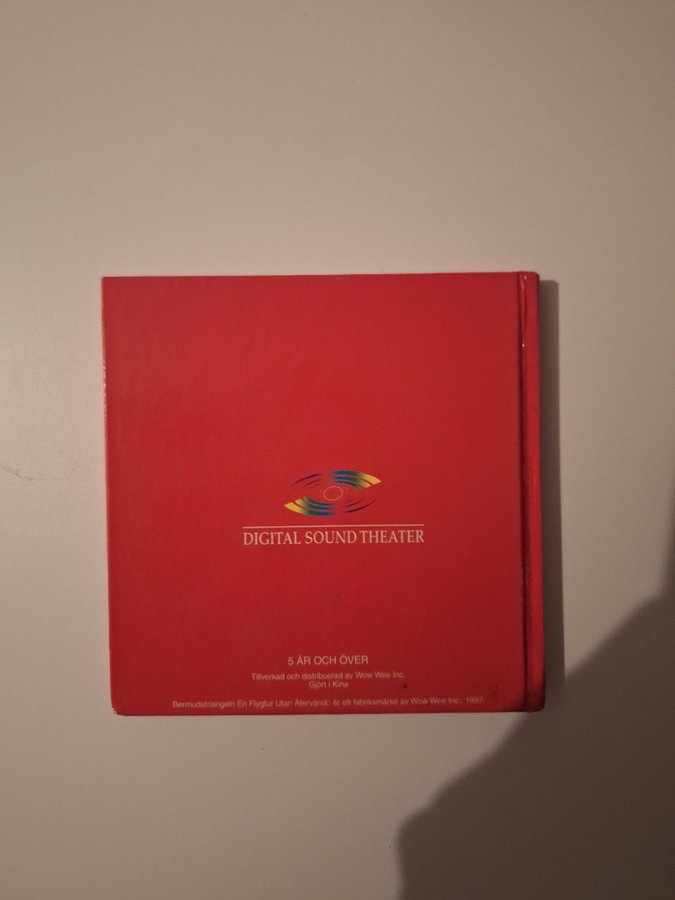 DIGITAL SOUND THEATER
5 ÅR OCH ÖVER
Tillverkad och distribuerad av Wow Wee Inc.
Gjört i Kina
Bermudatriangeln En Flygtur Utan Återvändo är ett fabriksmärke av Wow Wee Inc., 1997.